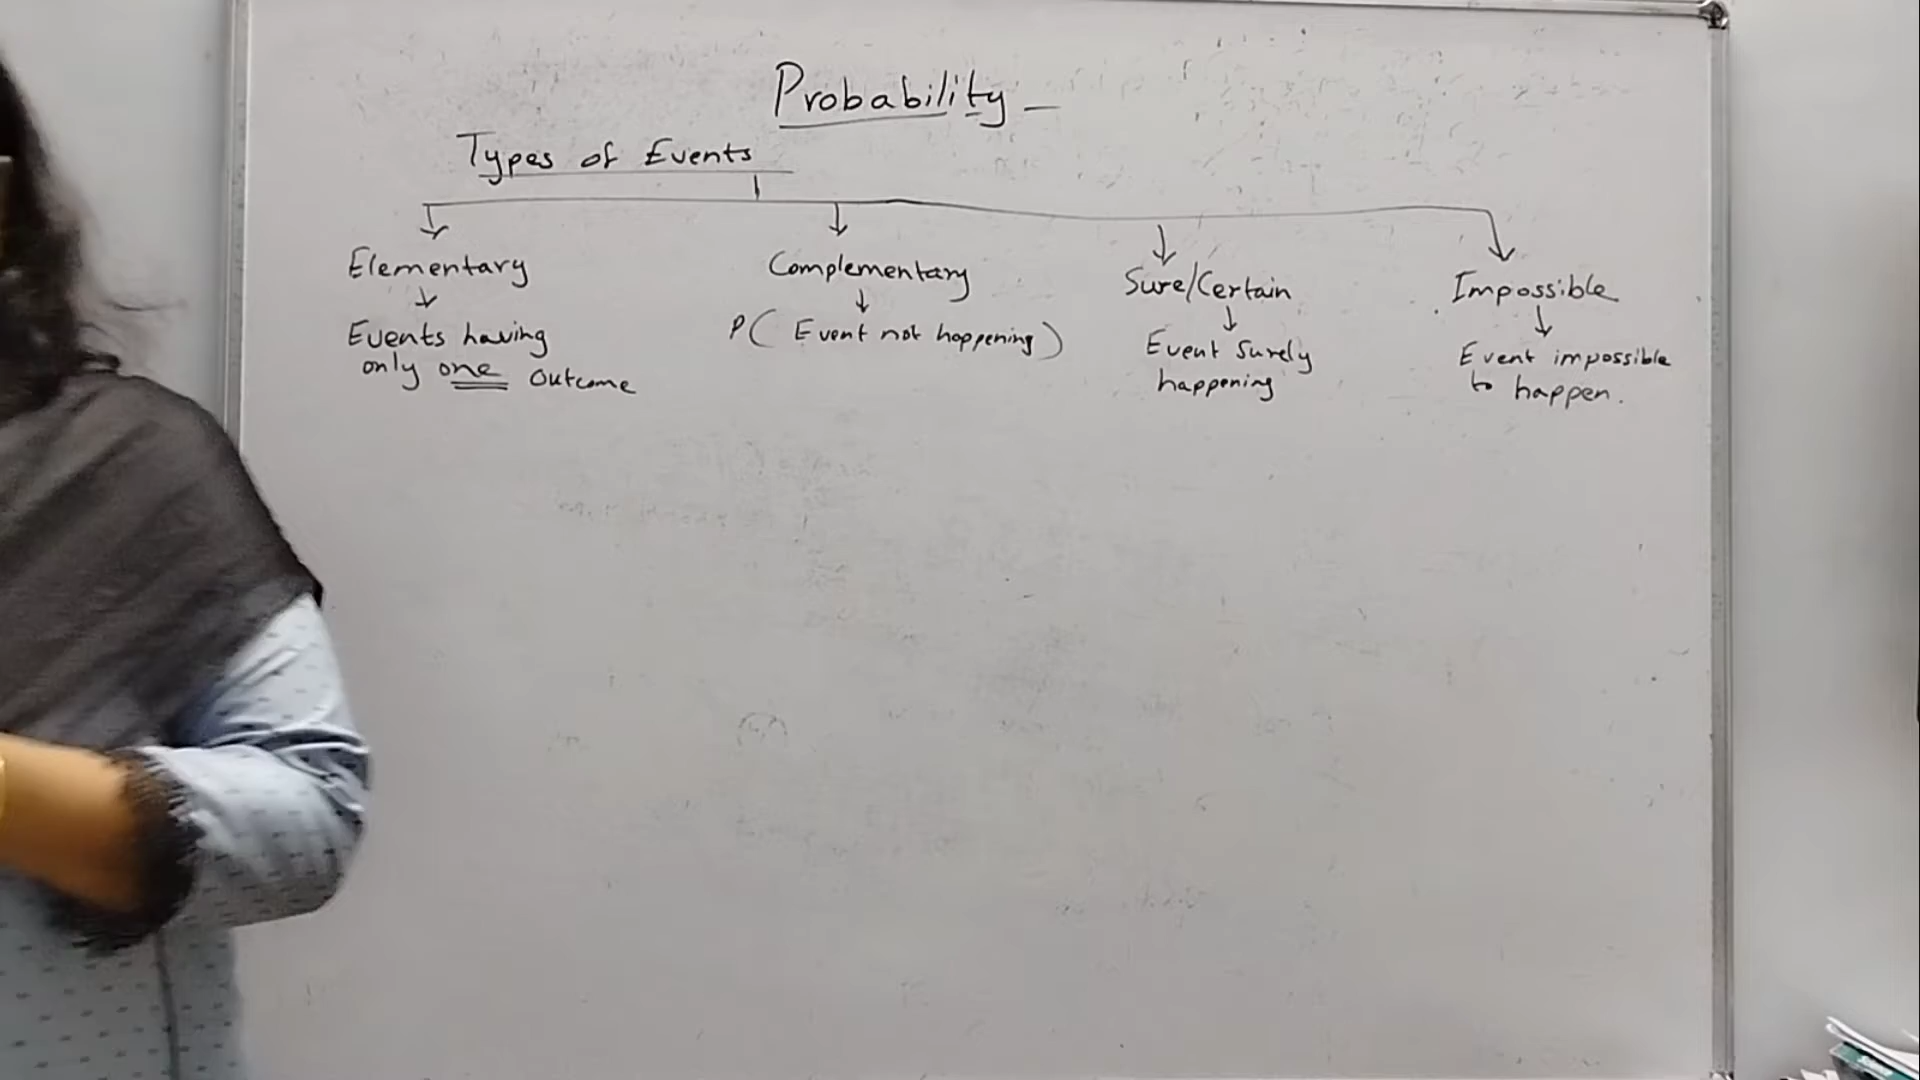 Probability
Types of Events
Elementary
Events having
only one outcome
Complementary
P( Event not happening)
Sure/Certain
Event Surely
happening
Impossible
Event impossible
to happen.